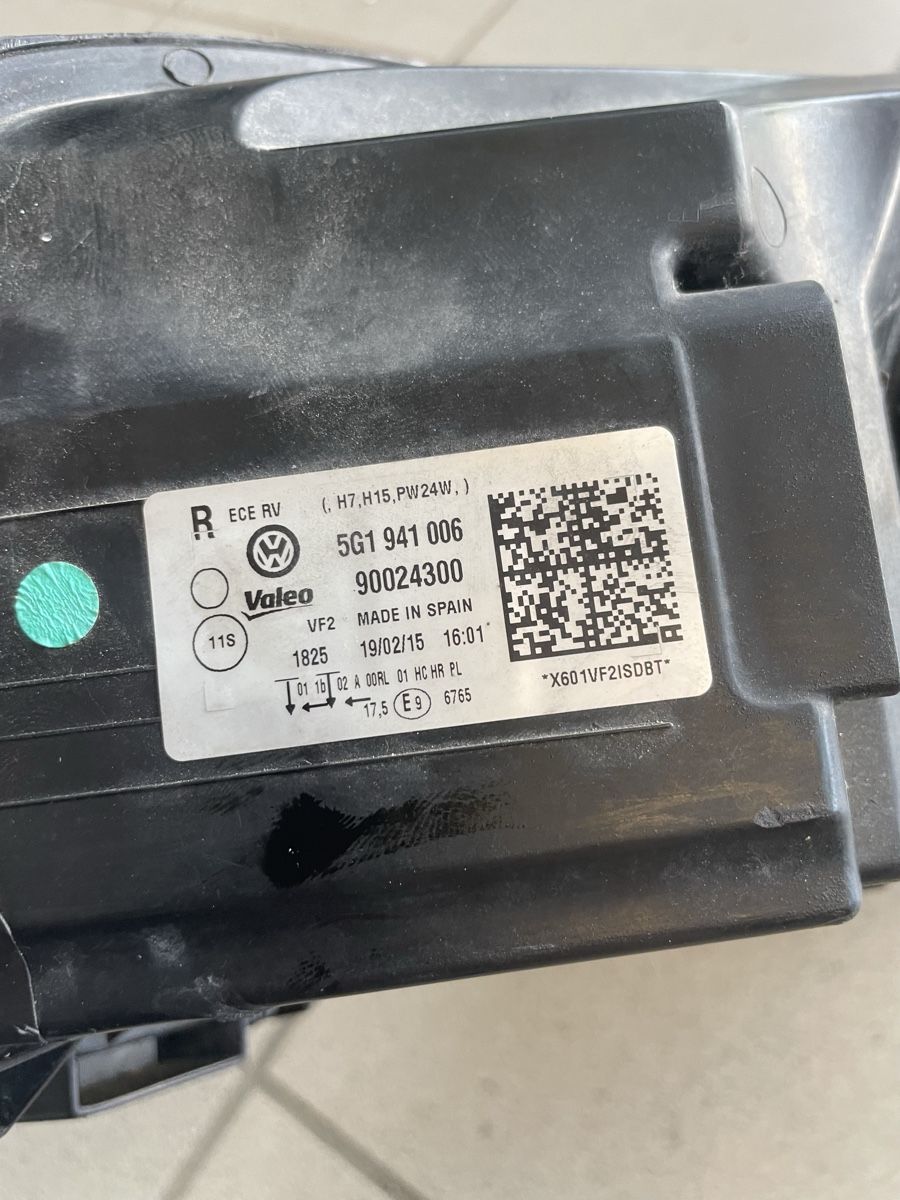 R ECE RV (, H7,H15,PW24W, )
5G1 941 006
Valeo 90024300
VF2 MADE IN SPAIN
11S
1825 19/02/15 16:01
01 1b 02 A 00RL 01 HC HR PL
17,5 E9 6765
*X601VF2ISDBT*